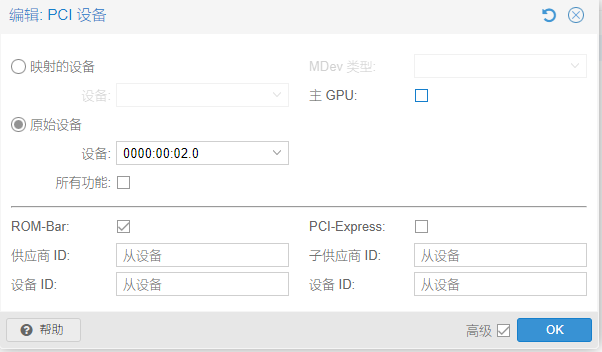 编辑: PCI 设备
映射的设备 MDev 类型:
设备: 主 GPU:
原始设备
设备: 0000:00:02.0
所有功能:
ROM-Bar: PCI-Express:
供应商 ID: 从设备 子供应商 ID: 从设备
设备 ID: 从设备 设备 ID: 从设备
帮助 高级 OK